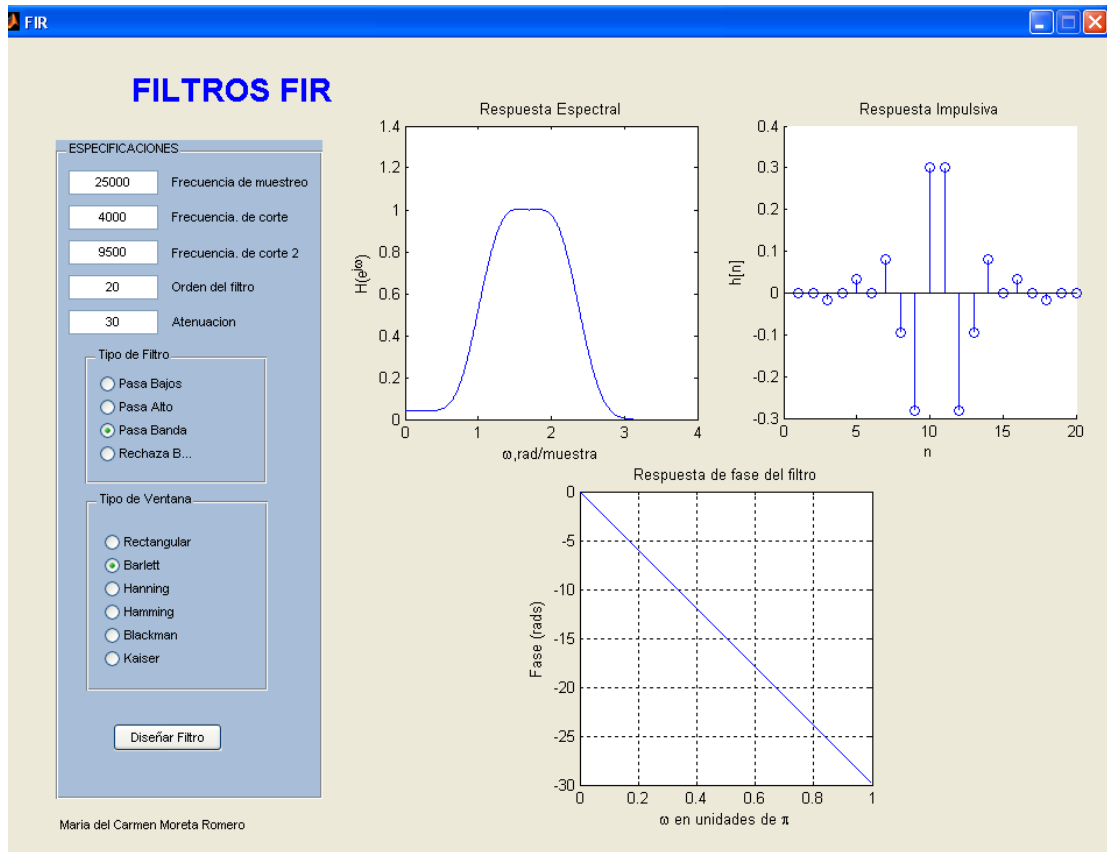 FIR
FILTROS FIR
ESPECIFICACIONES
25000 Frecuencia de muestreo
4000 Frecuencia. de corte
9500 Frecuencia. de corte 2
20 Orden del filtro
30 Atenuacion
Tipo de Filtro
Pasa Bajos
Pasa Alto
Pasa Banda
Rechaza B...
Tipo de Ventana
Rectangular
Barlett
Hanning
Hamming
Blackman
Kaiser
Diseñar Filtro
Maria del Carmen Moreta Romero
Respuesta Espectral
H(e^jω)
1.4
1.2
1
0.8
0.6
0.4
0.2
0
0 1 2 3 4
ω,rad/muestra
Respuesta Impulsiva
h[n]
0.4
0.3
0.2
0.1
0
-0.1
-0.2
-0.3
0 5 10 15 20
n
Respuesta de fase del filtro
Fase (rads)
0
-5
-10
-15
-20
-25
-30
0 0.2 0.4 0.6 0.8 1
ω en unidades de π